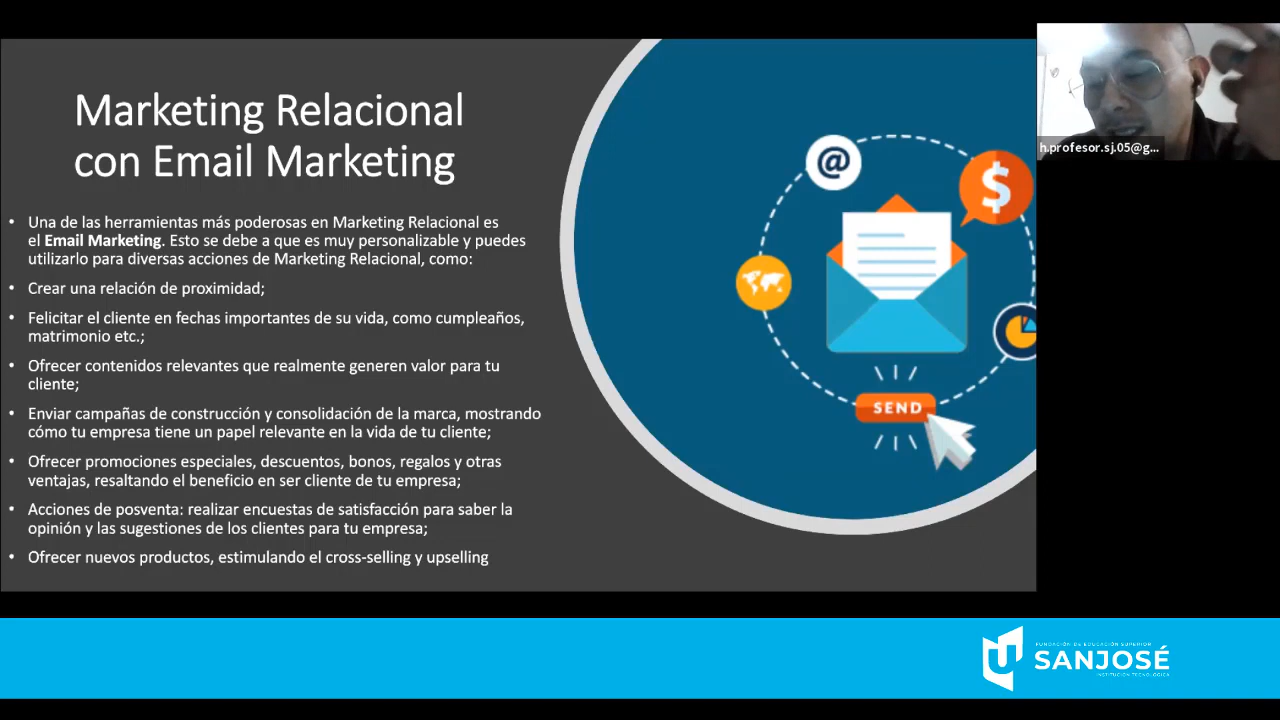 Marketing Relacional
con Email Marketing
• Una de las herramientas más poderosas en Marketing Relacional es
el Email Marketing. Esto se debe a que es muy personalizable y puedes
utilizarlo para diversas acciones de Marketing Relacional, como:
• Crear una relación de proximidad;
• Felicitar el cliente en fechas importantes de su vida, como cumpleaños,
matrimonio etc.;
• Ofrecer contenidos relevantes que realmente generen valor para tu
cliente;
• Enviar campañas de construcción y consolidación de la marca, mostrando
cómo tu empresa tiene un papel relevante en la vida de tu cliente;
• Ofrecer promociones especiales, descuentos, bonos, regalos y otras
ventajas, resaltando el beneficio en ser cliente de tu empresa;
• Acciones de posventa: realizar encuestas de satisfacción para saber la
opinión y las sugestiones de los clientes para tu empresa;
• Ofrecer nuevos productos, estimulando el cross-selling y upselling
@
$
SEND
h.profesor.sj.05@g...
FUNDACIÓN DE EDUCACIÓN SUPERIOR
SANJOSÉ
INSTITUCIÓN TECNOLÓGICA